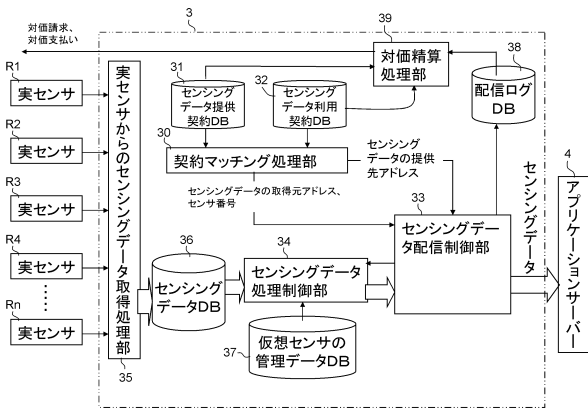 対価請求、
対価支払い
3
39
対価精算
処理部
38
配信ログ
DB
31
センシング
データ提供
契約DB
32
センシング
データ利用
契約DB
30
契約マッチング処理部
センシング
データの提供
先アドレス
センシングデータの取得元アドレス、
センサ番号
R1
実センサ
R2
実センサ
R3
実センサ
R4
実センサ
Rn
実センサ
実センサからのセンシングデータ取得処理部
35
36
センシング
データDB
34
センシングデータ
処理制御部
33
センシングデー
タ配信制御部
37
仮想センサの
管理データDB
センシングデータ
4
アプリケーションサーバー